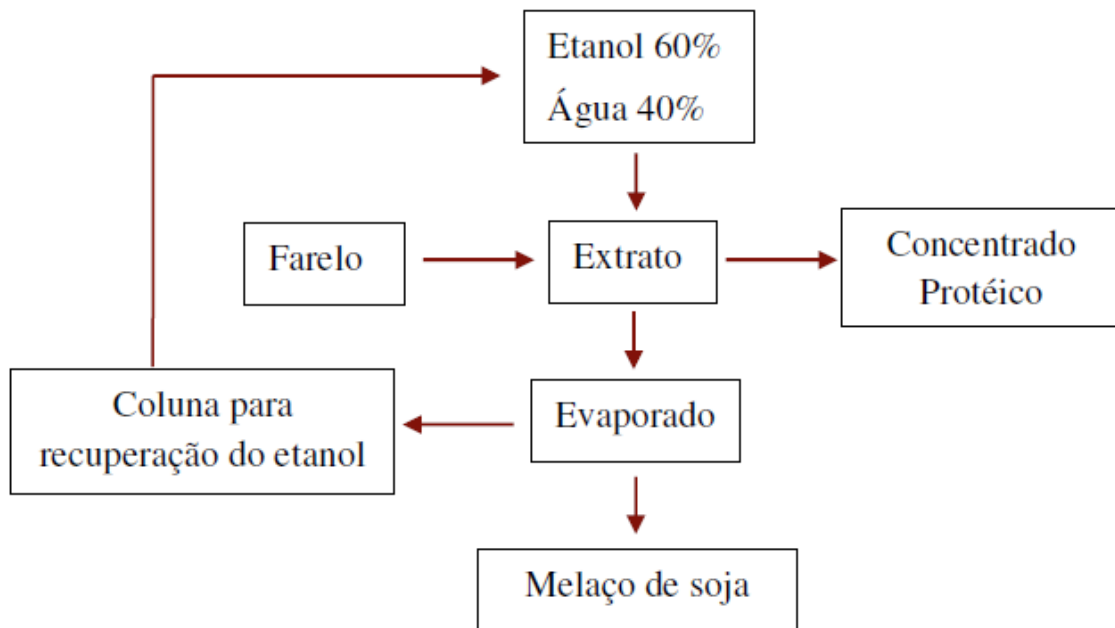 Etanol 60%
Água 40%
Farelo
Extrato
Concentrado
Protéico
Coluna para
recuperação do etanol
Evaporado
Melaço de soja